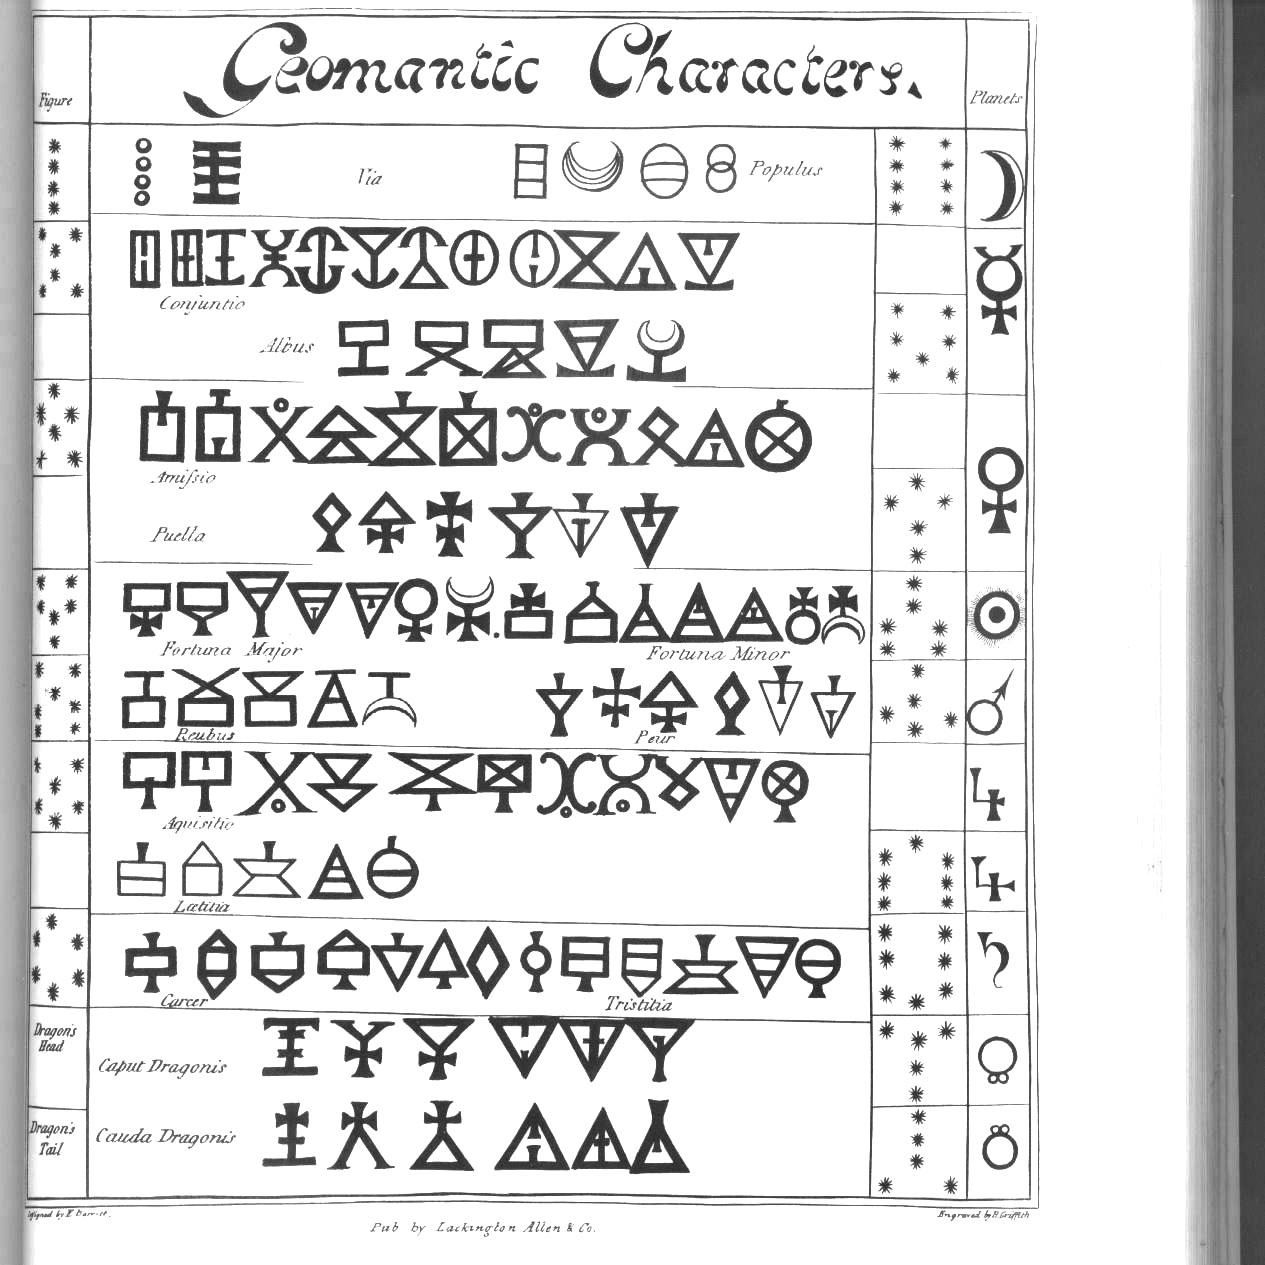 Geomantic Characters.
Figure
Planets
Via
Populus
Conjunctio
Albus
Amiſsio
Puella
Fortuna Major
Fortuna Minor
Reubus
Peur
Aquisitio
Lætitia
Carcer
Tristitia
Dragon's
Head
Caput Dragonis
Dragon's
Tail
Cauda Dragonis
Designed by F. Barrett.
Engraved by R. Griffith
Pub by Lackington Allen & Co.